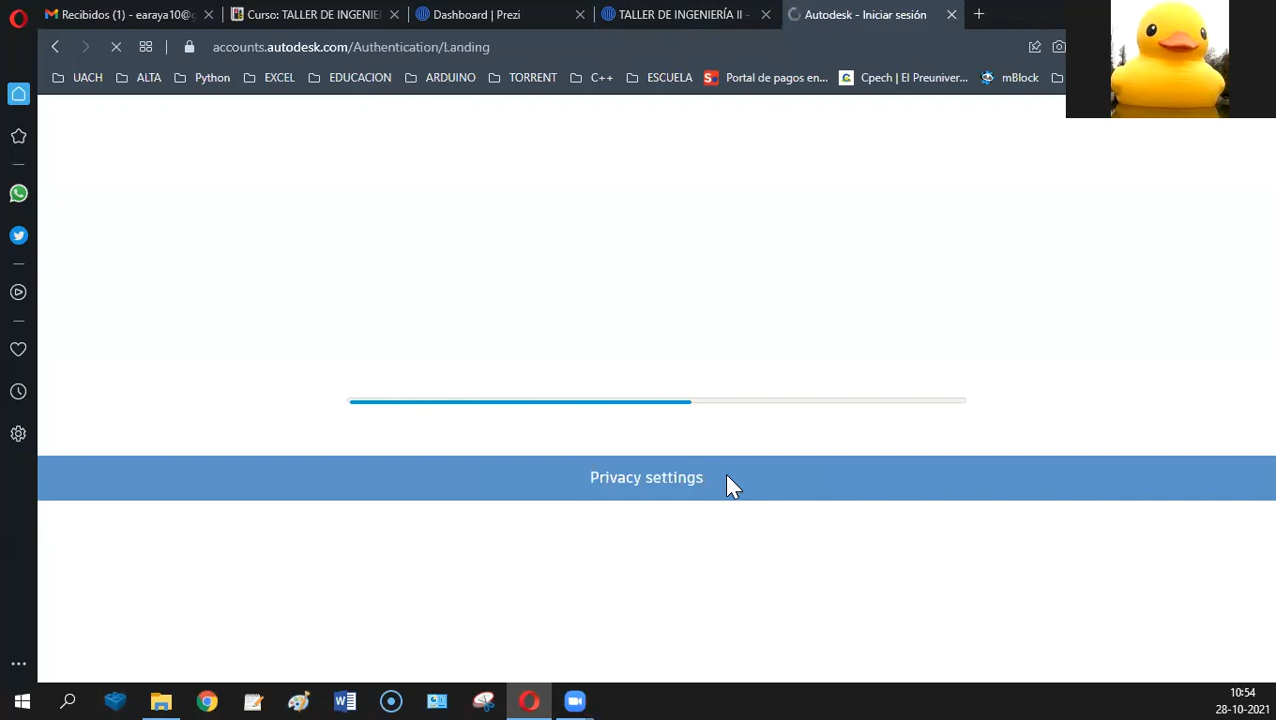 Recibidos (1) - earaya10@g
Curso: TALLER DE INGENIE
Dashboard | Prezi
TALLER DE INGENIERÍA II -
Autodesk - Iniciar sesión
accounts.autodesk.com/Authentication/Landing
UACH
ALTA
Python
EXCEL
EDUCACION
ARDUINO
TORRENT
C++
ESCUELA
Portal de pagos en...
Cpech | El Preuniver...
mBlock
Privacy settings
10:54
28-10-2021